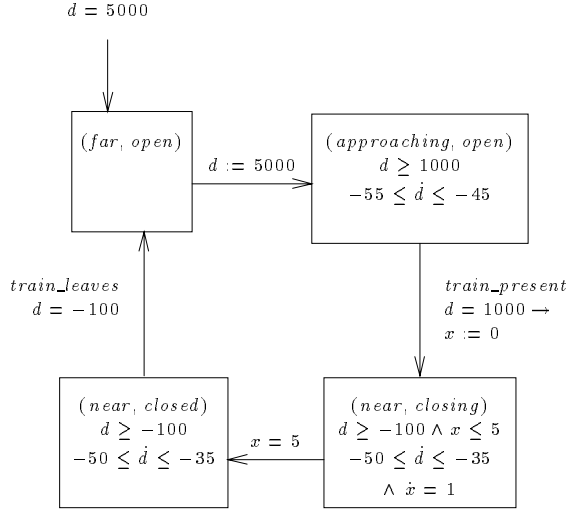 d = 5000
(far, open)
d := 5000
(approaching, open)
d ≥ 1000
−55 ≤ ḋ ≤ −45
train_leaves
d = −100
train_present
d = 1000 →
x := 0
(near, closed)
d ≥ −100
−50 ≤ ḋ ≤ −35
x = 5
(near, closing)
d ≥ −100 ∧ x ≤ 5
−50 ≤ ḋ ≤ −35
∧ ẋ = 1